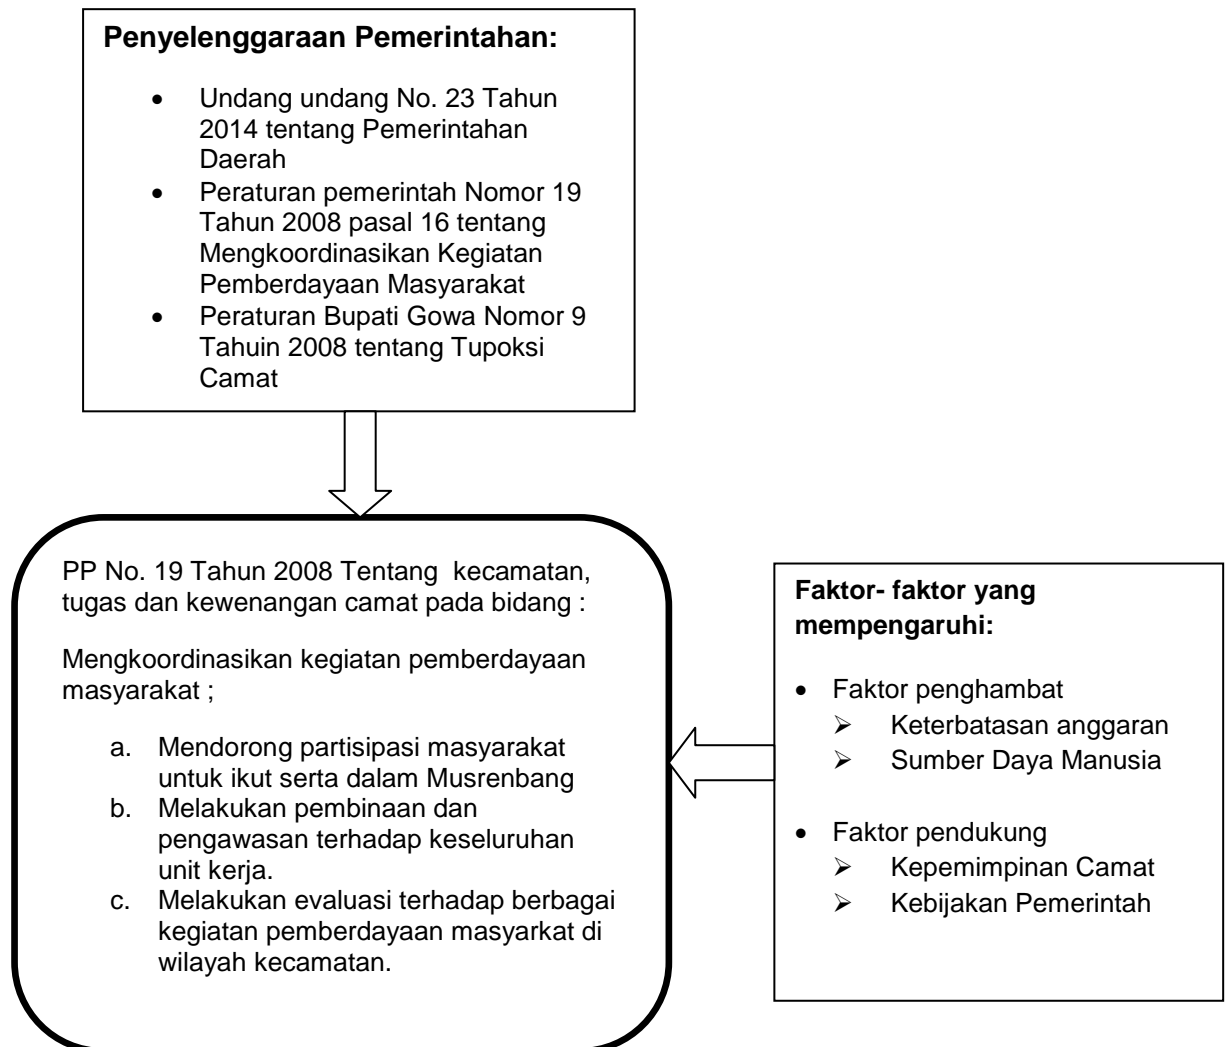 Penyelenggaraan Pemerintahan:
• Undang undang No. 23 Tahun
2014 tentang Pemerintahan
Daerah
• Peraturan pemerintah Nomor 19
Tahun 2008 pasal 16 tentang
Mengkoordinasikan Kegiatan
Pemberdayaan Masyarakat
• Peraturan Bupati Gowa Nomor 9
Tahuin 2008 tentang Tupoksi
Camat
PP No. 19 Tahun 2008 Tentang kecamatan,
tugas dan kewenangan camat pada bidang :
Mengkoordinasikan kegiatan pemberdayaan
masyarakat ;
a. Mendorong partisipasi masyarakat
untuk ikut serta dalam Musrenbang
b. Melakukan pembinaan dan
pengawasan terhadap keseluruhan
unit kerja.
c. Melakukan evaluasi terhadap berbagai
kegiatan pemberdayaan masyarkat di
wilayah kecamatan.
Faktor- faktor yang
mempengaruhi:
• Faktor penghambat
➢ Keterbatasan anggaran
➢ Sumber Daya Manusia
• Faktor pendukung
➢ Kepemimpinan Camat
➢ Kebijakan Pemerintah